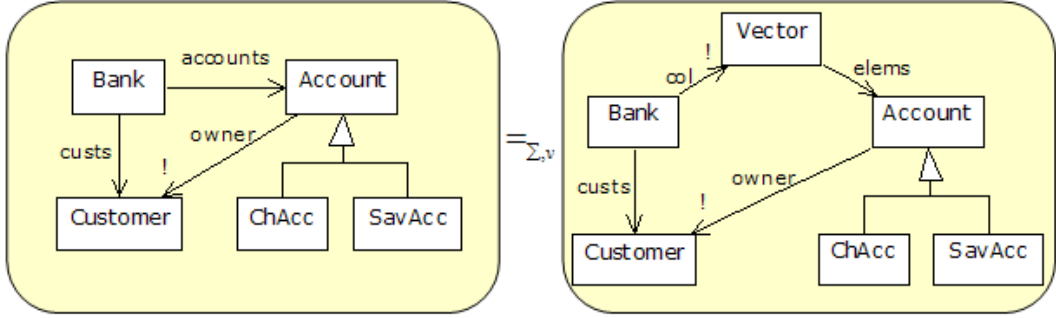 accounts
Bank
Account
custs
owner
!
Customer
ChAcc
SavAcc
=Σ,v
Vector
!
col
elems
Bank
Account
custs
owner
!
Customer
ChAcc
SavAcc